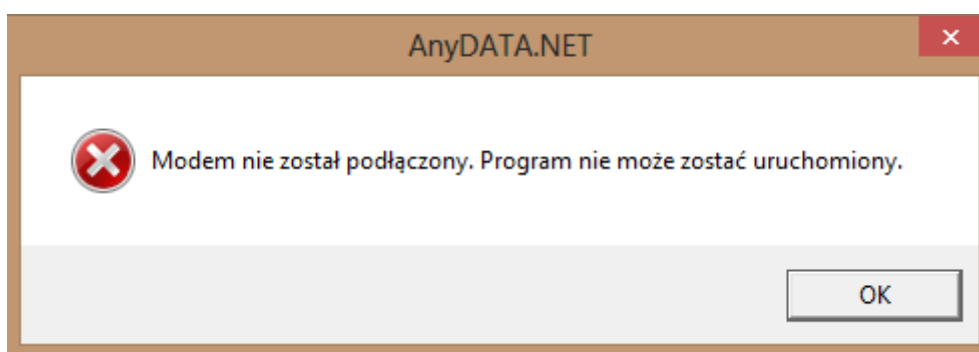 AnyDATA.NET
Modem nie został podłączony. Program nie może zostać uruchomiony.
OK